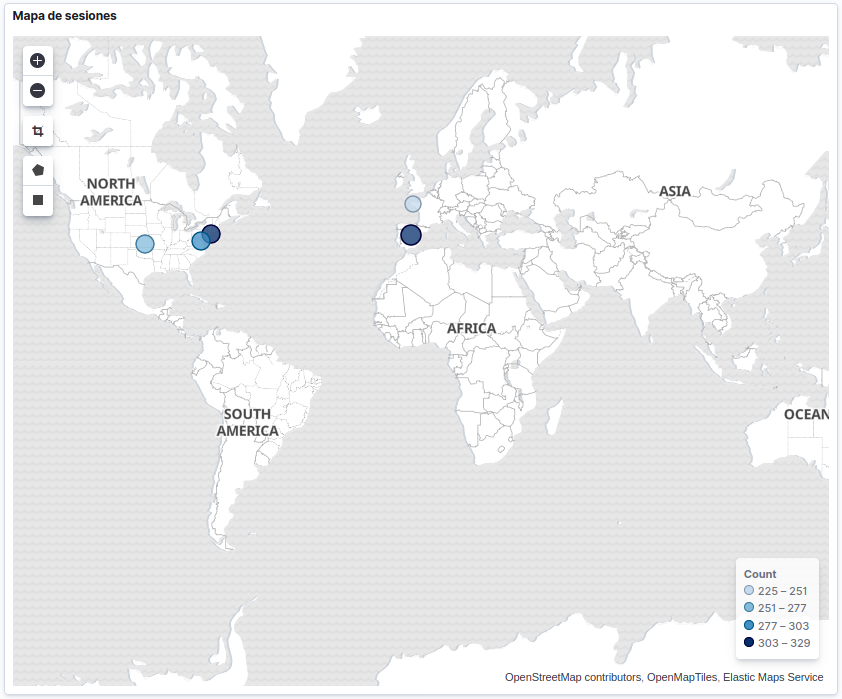 Mapa de sesiones
NORTH
AMERICA
ASIA
AFRICA
SOUTH
AMERICA
OCEAN
Count
225 – 251
251 – 277
277 – 303
303 – 329
OpenStreetMap contributors, OpenMapTiles, Elastic Maps Service